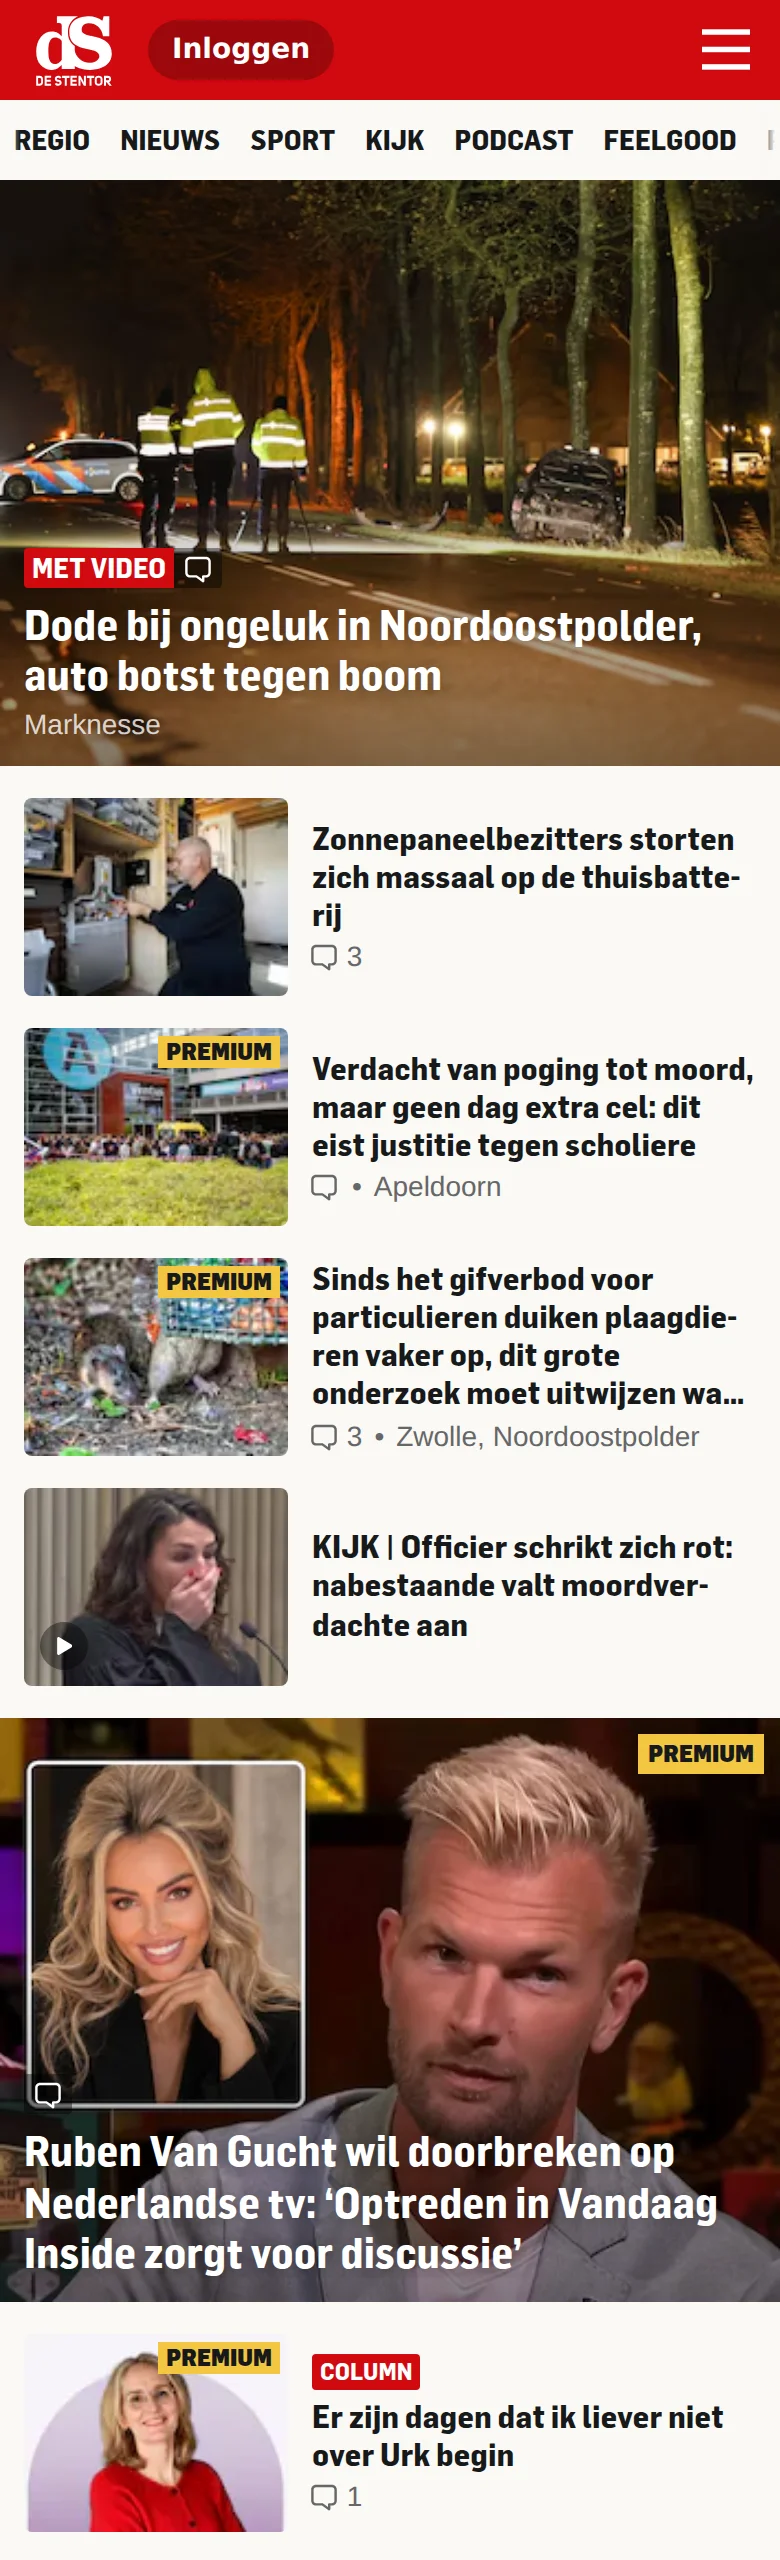 dS
DE STENTOR
Inloggen
REGIO NIEUWS SPORT KIJK PODCAST FEELGOOD
MET VIDEO
Dode bij ongeluk in Noordoostpolder,
auto botst tegen boom
Marknesse
Zonnepaneelbezitters storten
zich massaal op de thuisbatte-
rij
3
PREMIUM
Verdacht van poging tot moord,
maar geen dag extra cel: dit
eist justitie tegen scholiere
• Apeldoorn
PREMIUM
Sinds het gifverbod voor
particulieren duiken plaagdie-
ren vaker op, dit grote
onderzoek moet uitwijzen wa...
3 • Zwolle, Noordoostpolder
KIJK | Officier schrikt zich rot:
nabestaande valt moordver-
dachte aan
PREMIUM
Ruben Van Gucht wil doorbreken op
Nederlandse tv: ‘Optreden in Vandaag
Inside zorgt voor discussie’
PREMIUM
COLUMN
Er zijn dagen dat ik liever niet
over Urk begin
1